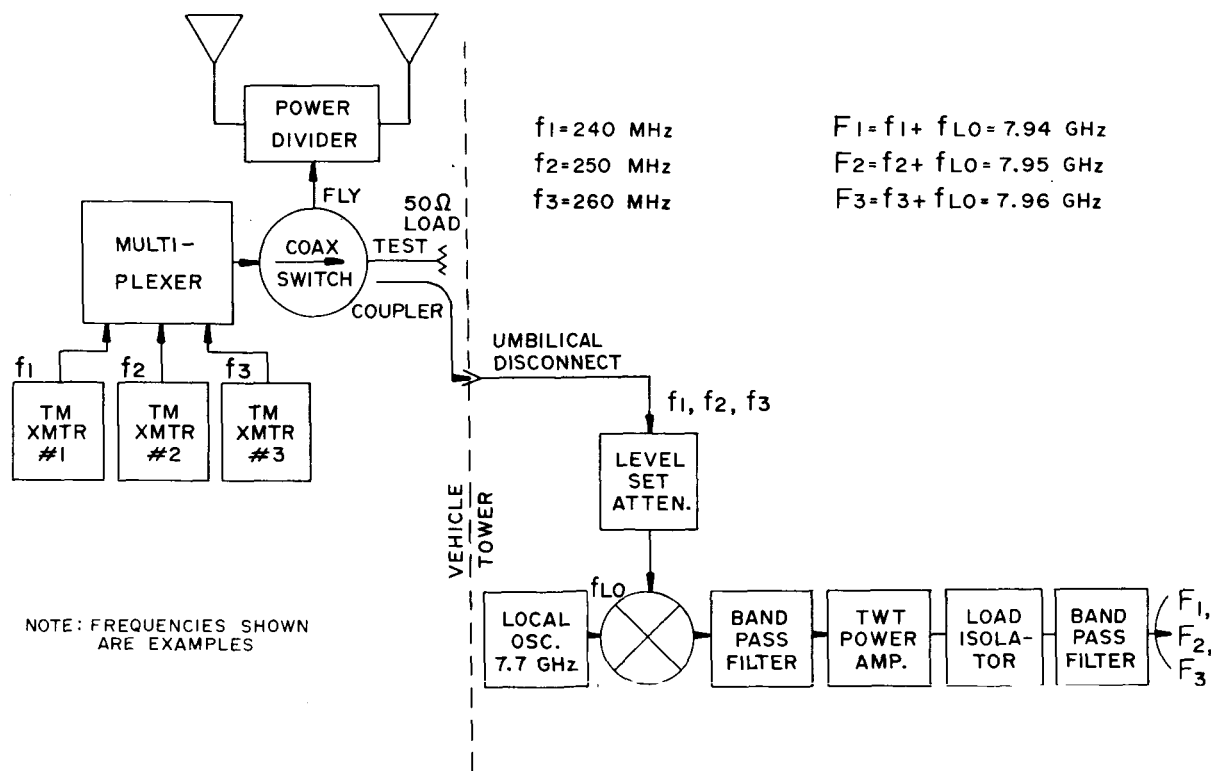 POWER
DIVIDER
f1=240 MHz
f2=250 MHz
f3=260 MHz
F1=f1+ fLO=7.94 GHz
F2=f2+ fLO=7.95 GHz
F3=f3+ fLO=7.96 GHz
FLY
50Ω
LOAD
MULTI-
PLEXER
COAX
SWITCH
TEST
COUPLER
UMBILICAL
DISCONNECT
f1
f2
f3
TM
XMTR
#1
TM
XMTR
#2
TM
XMTR
#3
f1, f2, f3
LEVEL
SET
ATTEN.
VEHICLE
TOWER
NOTE: FREQUENCIES SHOWN
ARE EXAMPLES
fLO
LOCAL
OSC.
7.7 GHz
BAND
PASS
FILTER
TWT
POWER
AMP.
LOAD
ISOLA-
TOR
BAND
PASS
FILTER
F1,
F2,
F3